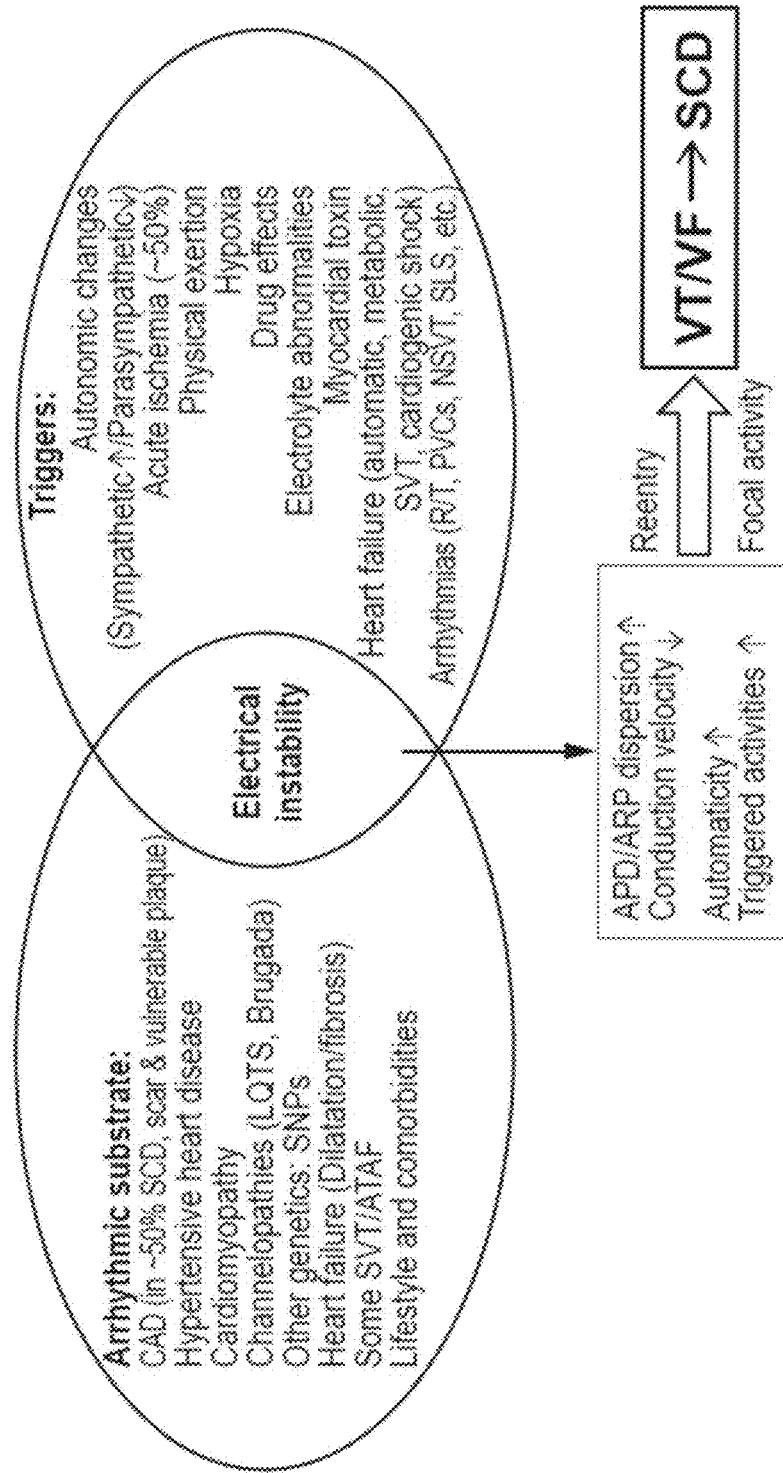 Arrhythmic substrate:
CAD (in ~50% SCD, scar & vulnerable plaque)
Hypertensive heart disease
Cardiomyopathy
Channelopathies (LQTS, Brugada)
Other genetics: SNPs
Heart failure (Dilatation/fibrosis)
Some SVT/ATAF
Lifestyle and comorbidities
Electrical
instability
Triggers:
Autonomic changes
(Sympathetic↑/Parasympathetic↓)
Acute ischemia (~50%)
Physical exertion
Hypoxia
Drug effects
Electrolyte abnormalities
Myocardial toxin
Heart failure (automatic, metabolic,
SVT, cardiogenic shock)
Arrhythmias (R/T, PVCs, NSVT, SLS, etc.)
APD/ARP dispersion ↑
Conduction velocity ↓
Automaticity ↑
Triggered activities ↑
Reentry
Focal activity
VT/VF → SCD